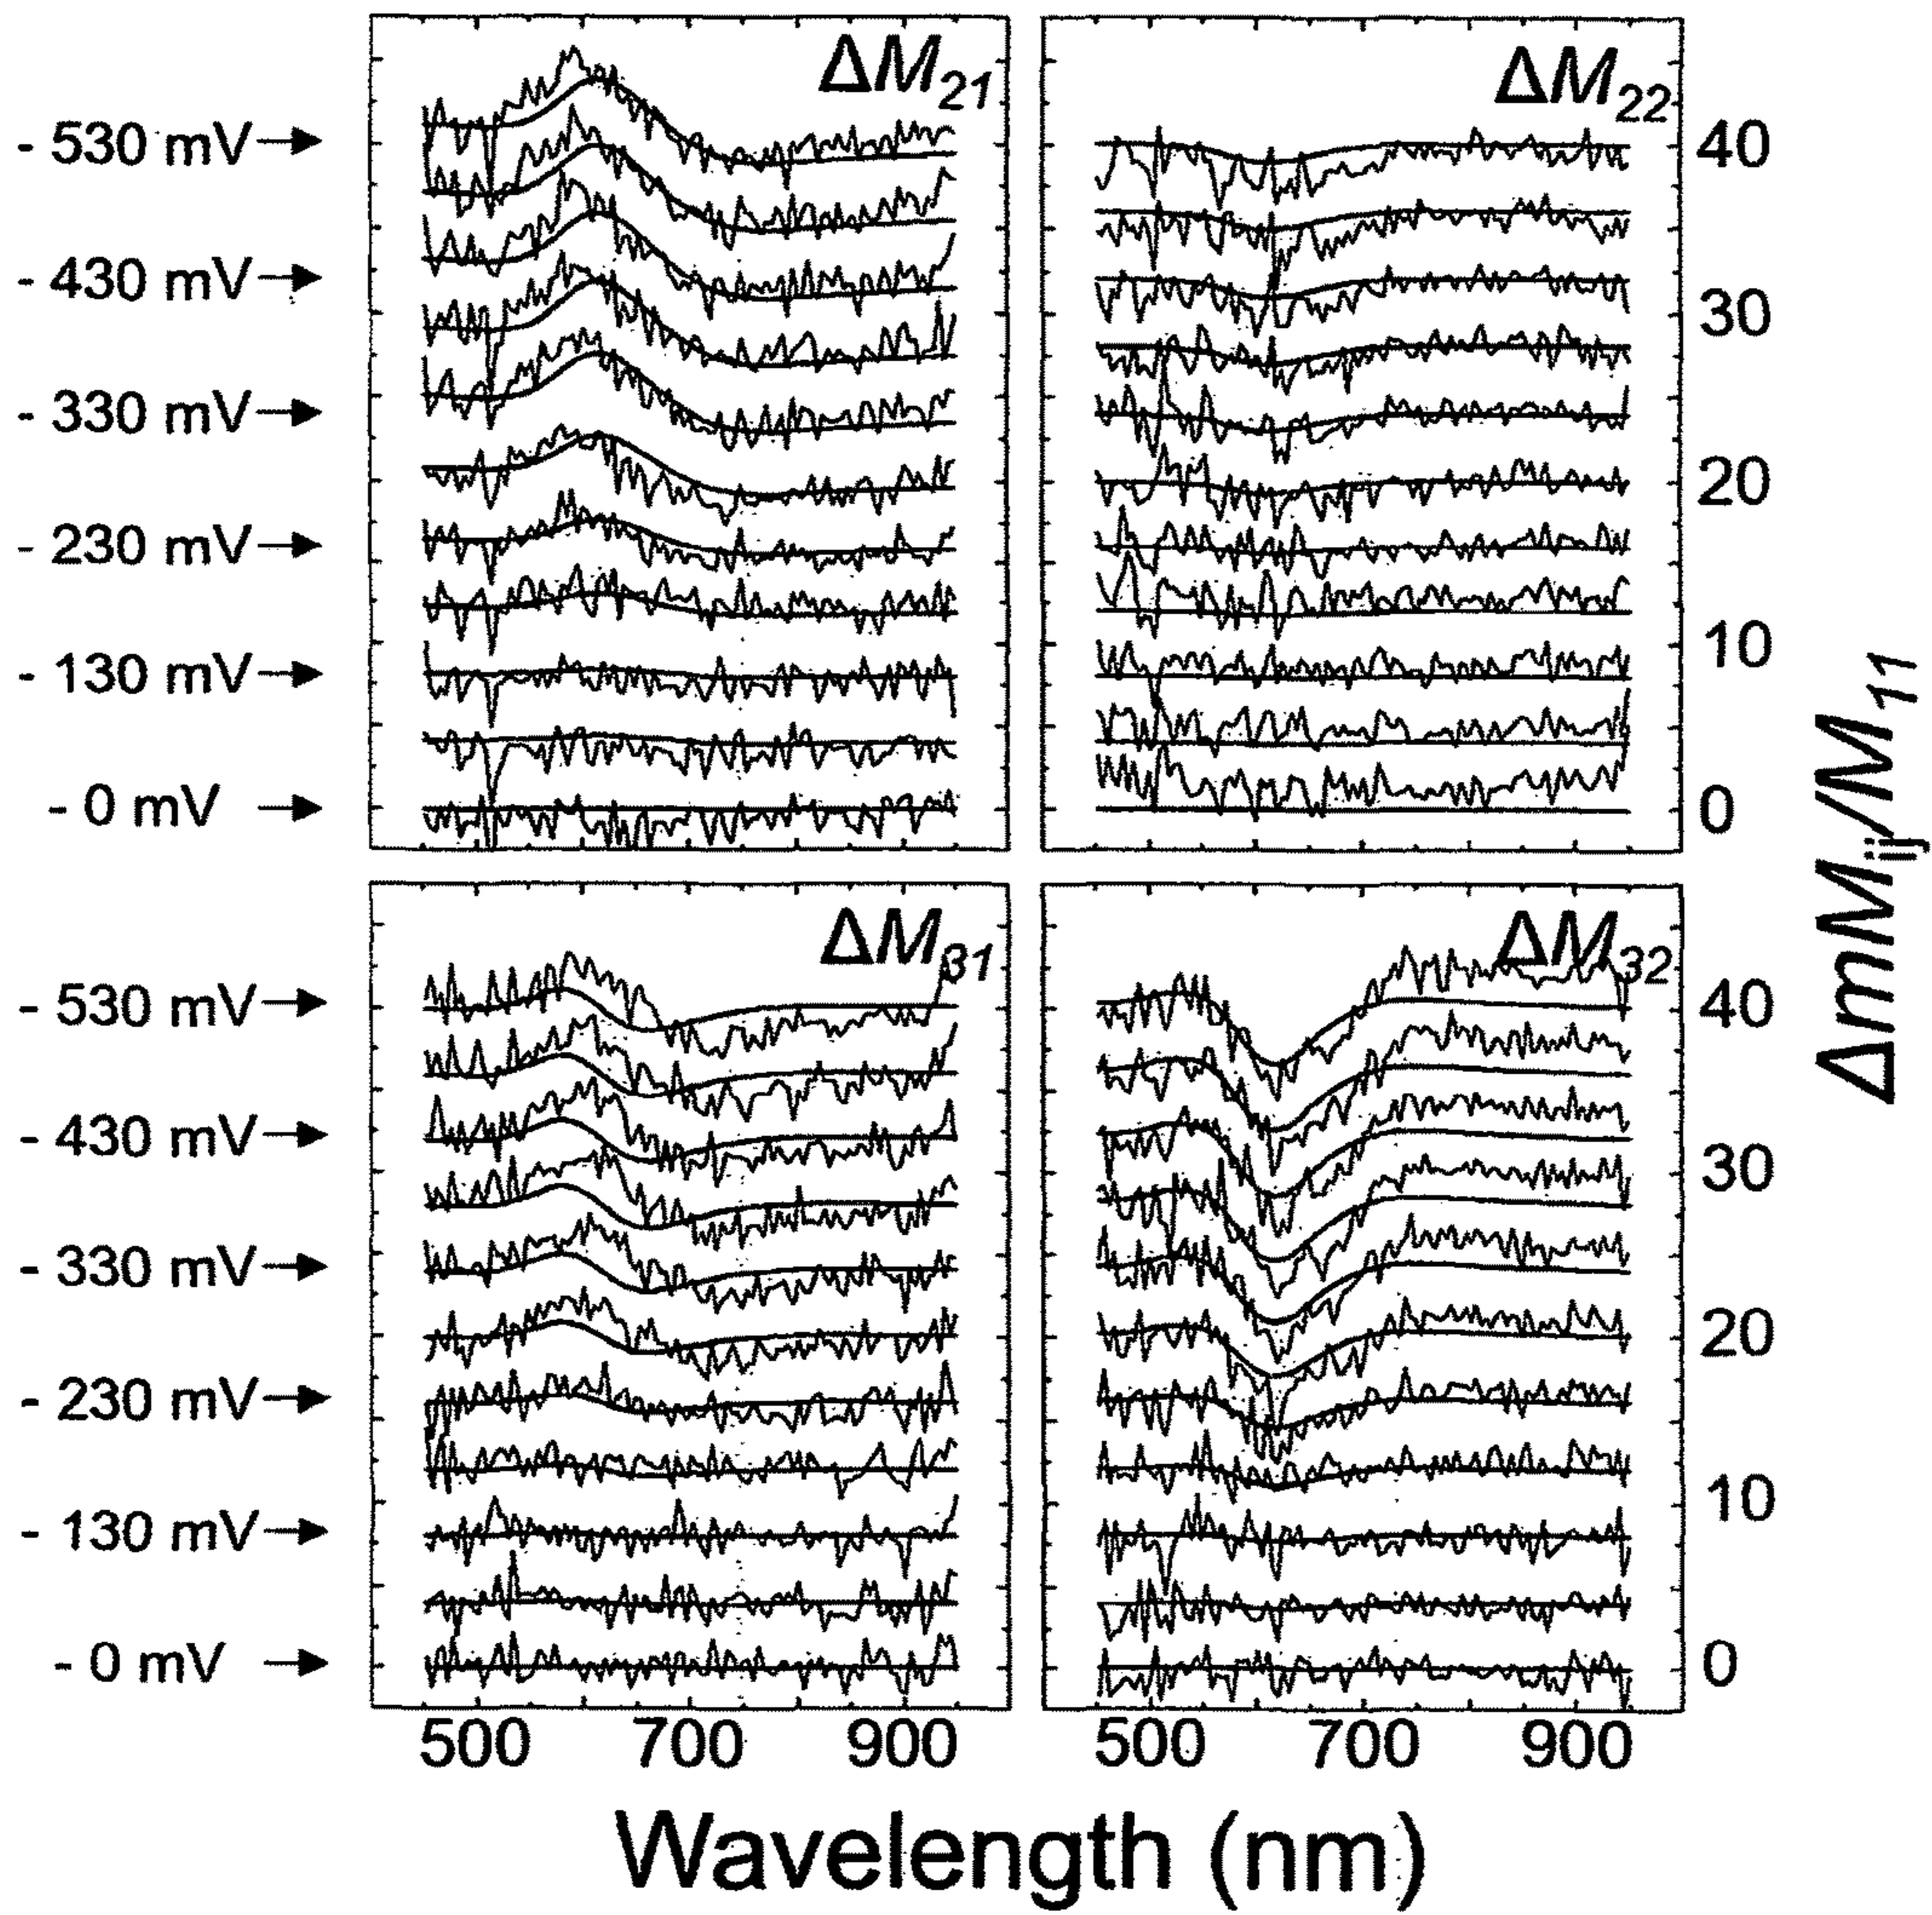 ΔM21
ΔM22
- 530 mV
- 430 mV
- 330 mV
- 230 mV
- 130 mV
- 0 mV
40
30
20
10
0
ΔM31
ΔM32
- 530 mV
- 430 mV
- 330 mV
- 230 mV
- 130 mV
- 0 mV
40
30
20
10
0
ΔmMij/M11
500 700 900
500 700 900
Wavelength (nm)